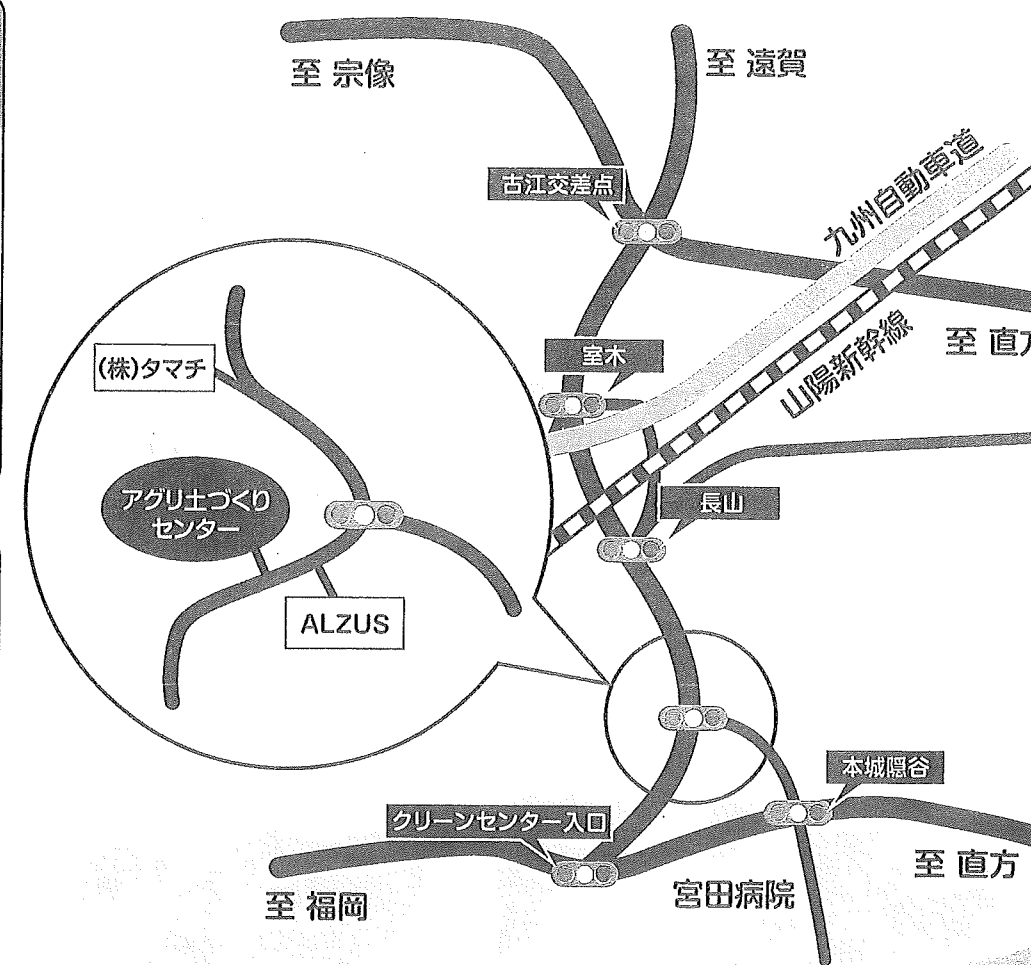 至 宗像
至 遠賀
古江交差点
九州自動車道
至 直方
山陽新幹線
室木
(株)タマチ
長山
アグリ土づくり
センター
ALZUS
本城隠谷
クリーンセンター入口
至 直方
宮田病院
至 福岡